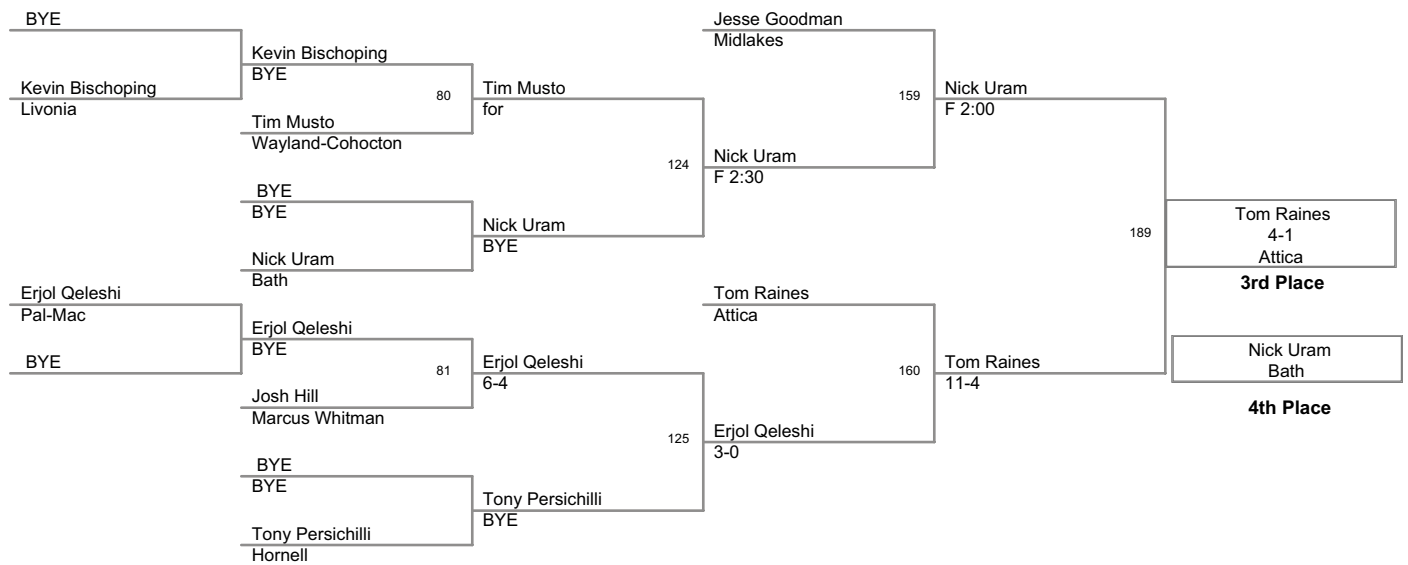 BYE
Kevin Bischoping
Livonia
Erjol Qeleshi
Pal-Mac
BYE
Kevin Bischoping
BYE
80
Tim Musto
Wayland-Cohocton
BYE
BYE
Nick Uram
Bath
Erjol Qeleshi
BYE
81
Josh Hill
Marcus Whitman
BYE
BYE
Tony Persichilli
Hornell
Tim Musto
for
124
Nick Uram
BYE
Erjol Qeleshi
6-4
125
Tony Persichilli
BYE
Jesse Goodman
Midlakes
159
Nick Uram
F 2:30
Tom Raines
Attica
160
Erjol Qeleshi
3-0
Nick Uram
F 2:00
189
Tom Raines
11-4
Tom Raines
4-1
Attica
3rd Place
Nick Uram
Bath
4th Place